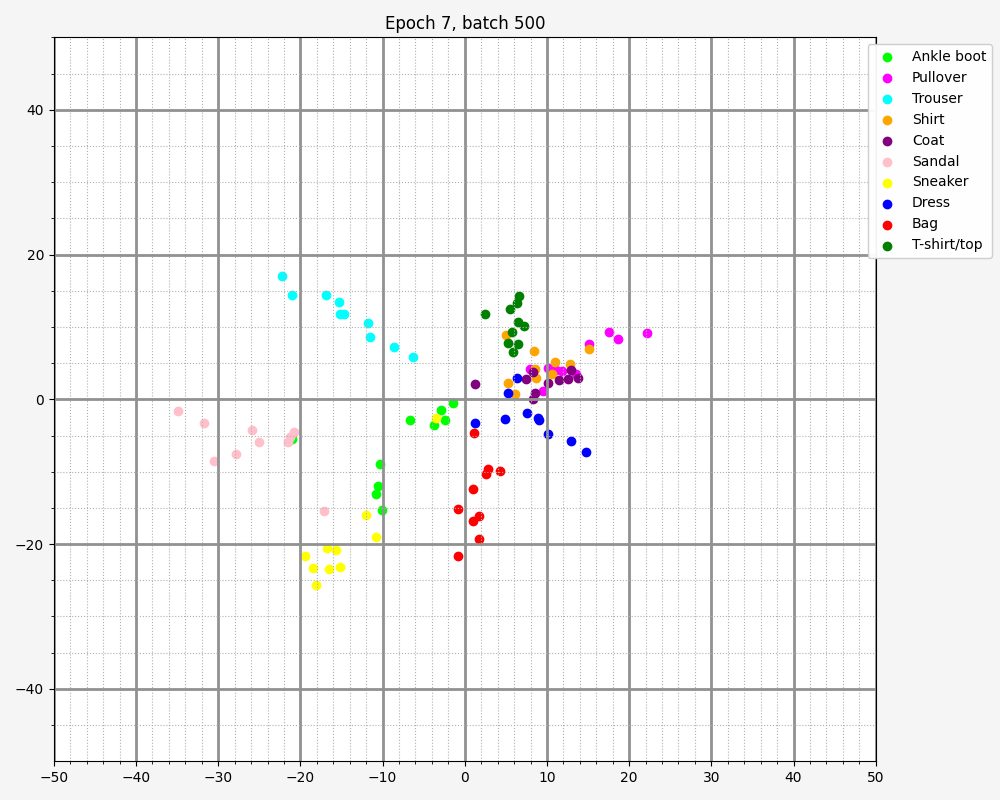 Epoch 7, batch 500
Ankle boot
Pullover
Trouser
Shirt
Coat
Sandal
Sneaker
Dress
Bag
T-shirt/top
40
20
0
−20
−40
−50
−40
−30
−20
−10
0
10
20
30
40
50